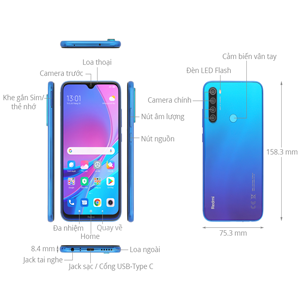 Loa thoại
Camera trước
Khe gắn Sim/
thẻ nhớ
13:01
Nút âm lượng
Nút nguồn
Đa nhiệm
Quay về
Home
8.4 mm
Loa ngoài
Jack tai nghe
Jack sạc / Cổng USB-Type C
Cảm biến vân tay
Đèn LED Flash
Camera chính
158.3 mm
Redmi
75.3 mm